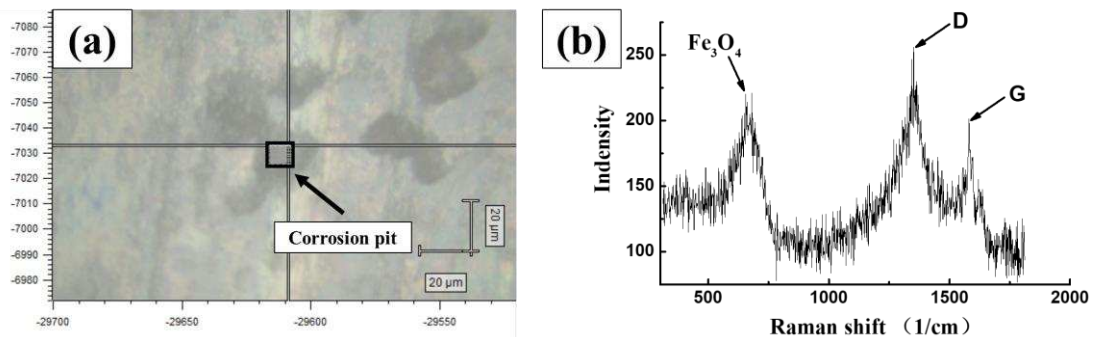 (a)
-7080
-7070
-7060
-7050
-7040
-7030
-7020
-7010
-7000
-6990
-6980
-29700
-29650
-29600
-29550
Corrosion pit
20 µm
20 µm
(b)
Fe₃O₄
D
G
Indensity
250
200
150
100
500
1000
1500
2000
Raman shift （1/cm）